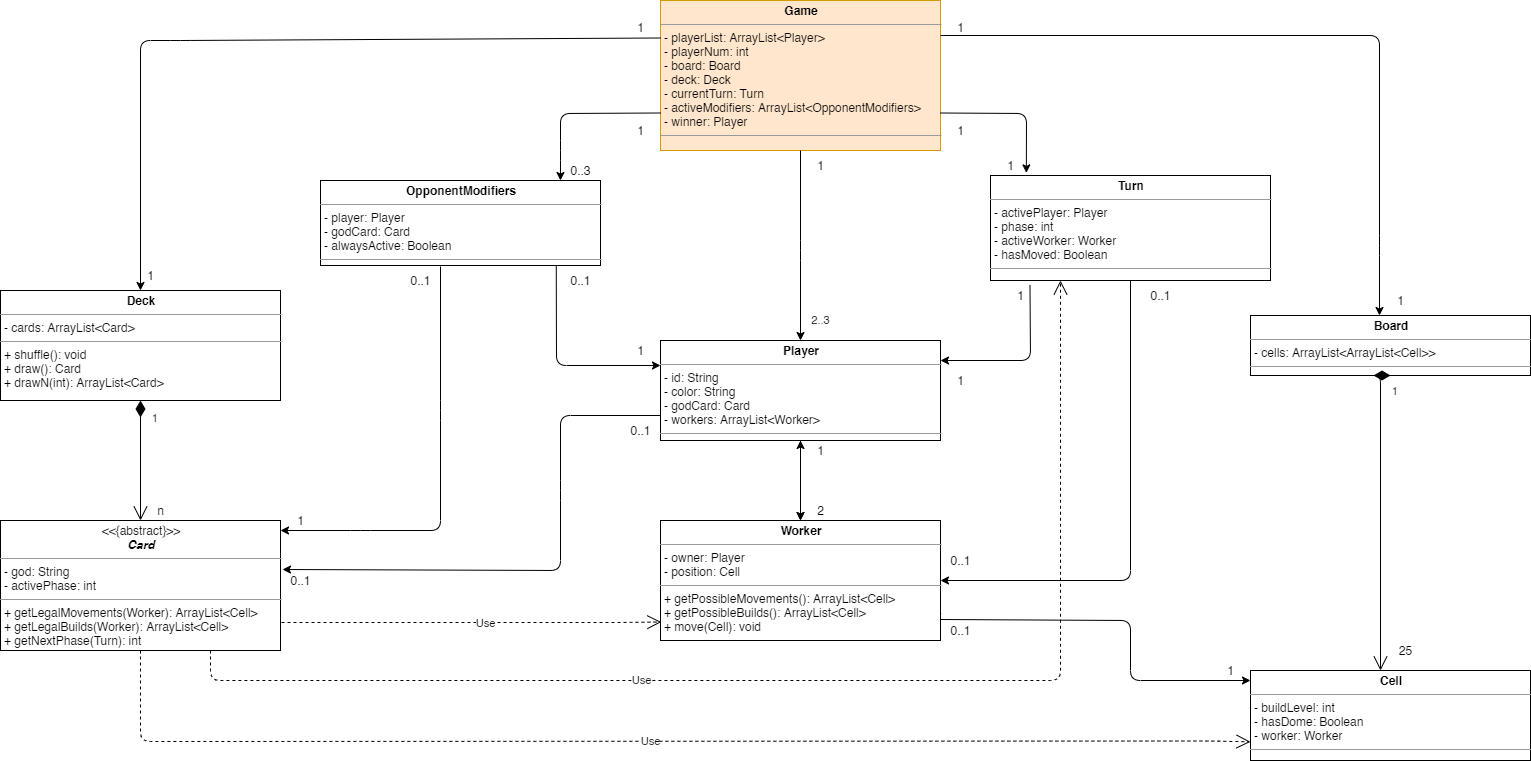 Game
- playerList: ArrayList<Player>
- playerNum: int
- board: Board
- deck: Deck
- currentTurn: Turn
- activeModifiers: ArrayList<OpponentModifiers>
- winner: Player
1
1
1
1
1
0..3
1
1
1
OpponentModifiers
- player: Player
- godCard: Card
- alwaysActive: Boolean
0..1
0..1
Turn
- activePlayer: Player
- phase: int
- activeWorker: Worker
- hasMoved: Boolean
1
0..1
Deck
- cards: ArrayList<Card>
+ shuffle(): void
+ draw(): Card
+ drawN(int): ArrayList<Card>
1
n
2..3
1
1
Player
- id: String
- color: String
- godCard: Card
- workers: ArrayList<Worker>
0..1
1
2
Board
- cells: ArrayList<ArrayList<Cell>>
1
25
<<{abstract}>>
Card
- god: String
- activePhase: int
+ getLegalMovements(Worker): ArrayList<Cell>
+ getLegalBuilds(Worker): ArrayList<Cell>
+ getNextPhase(Turn): int
1
0..1
Use
Use
Use
Worker
- owner: Player
- position: Cell
+ getPossibleMovements(): ArrayList<Cell>
+ getPossibleBuilds(): ArrayList<Cell>
+ move(Cell): void
0..1
0..1
1
Cell
- buildLevel: int
- hasDome: Boolean
- worker: Worker